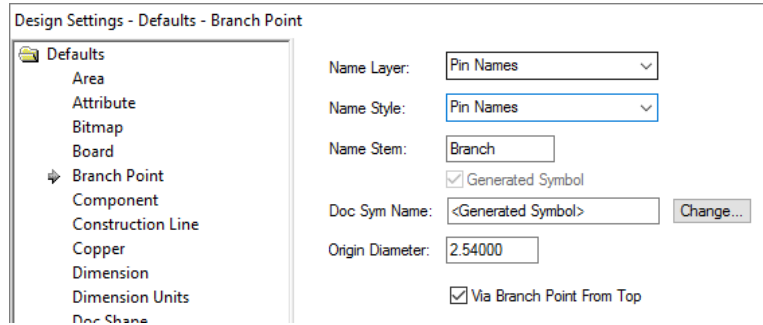 Design Settings - Defaults - Branch Point
Defaults
Area
Attribute
Bitmap
Board
Branch Point
Component
Construction Line
Copper
Dimension
Dimension Units
Doc Shape
Name Layer: Pin Names
Name Style: Pin Names
Name Stem: Branch
Generated Symbol
Doc Sym Name: <Generated Symbol> Change...
Origin Diameter: 2.54000
Via Branch Point From Top